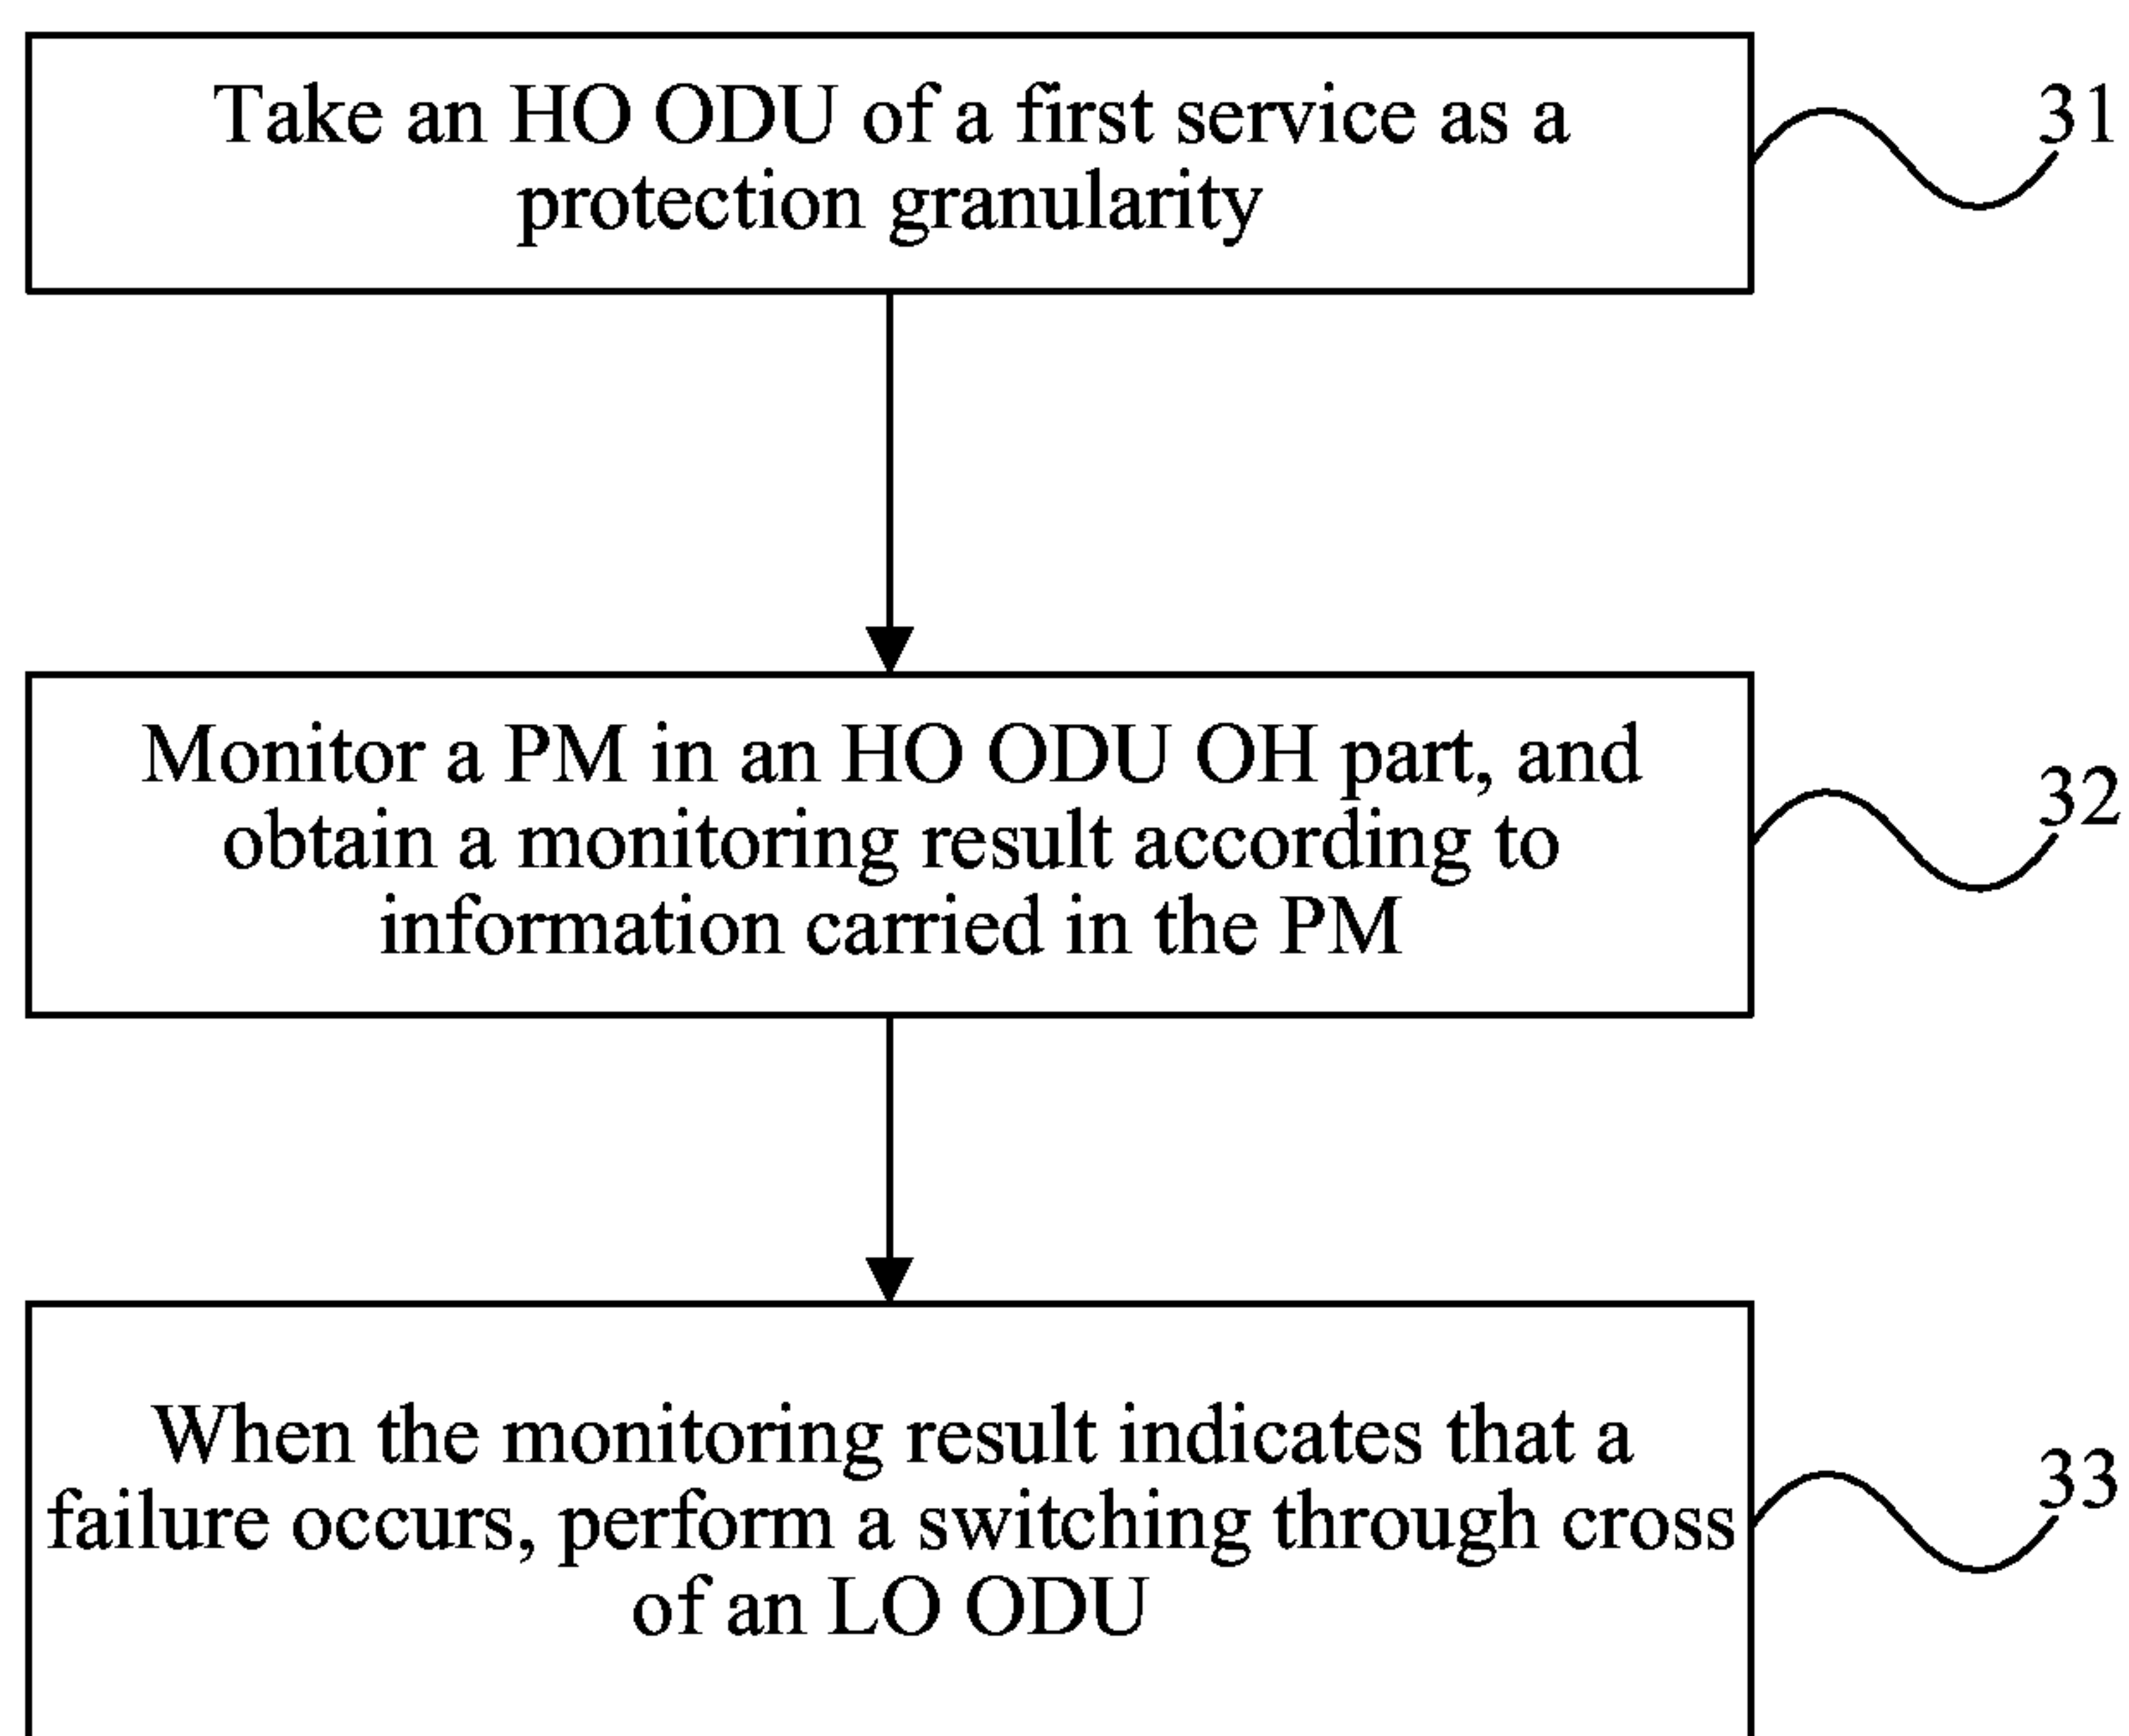 Take an HO ODU of a first service as a
protection granularity
31
Monitor a PM in an HO ODU OH part, and
obtain a monitoring result according to
information carried in the PM
32
When the monitoring result indicates that a
failure occurs, perform a switching through cross
of an LO ODU
33